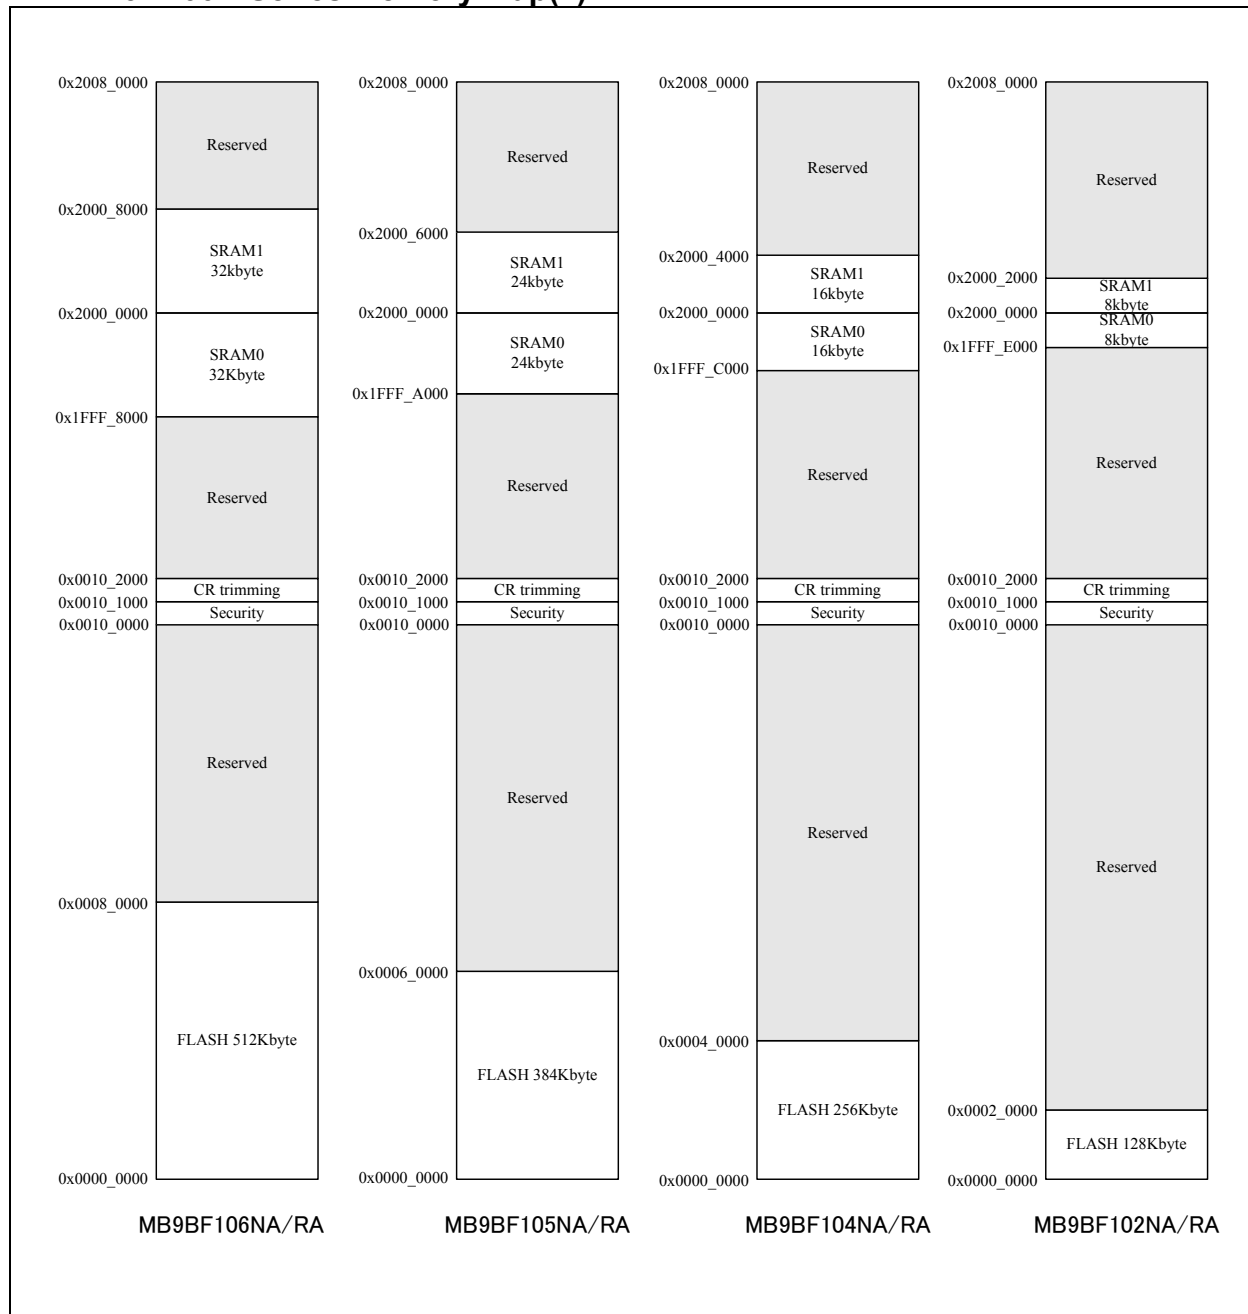 0x2008_0000
Reserved
0x2000_8000
SRAM1
32kbyte
0x2000_0000
SRAM0
32Kbyte
0x1FFF_8000
Reserved
0x0010_2000
CR trimming
0x0010_1000
Security
0x0010_0000
Reserved
0x0008_0000
FLASH 512Kbyte
0x0000_0000
MB9BF106NA/RA
0x2008_0000
Reserved
0x2000_6000
SRAM1
24kbyte
0x2000_0000
SRAM0
24kbyte
0x1FFF_A000
Reserved
0x0010_2000
CR trimming
0x0010_1000
Security
0x0010_0000
Reserved
0x0006_0000
FLASH 384Kbyte
0x0000_0000
MB9BF105NA/RA
0x2008_0000
Reserved
0x2000_4000
SRAM1
16kbyte
0x2000_0000
SRAM0
16kbyte
0x1FFF_C000
Reserved
0x0010_2000
CR trimming
0x0010_1000
Security
0x0010_0000
Reserved
0x0004_0000
FLASH 256Kbyte
0x0000_0000
MB9BF104NA/RA
0x2008_0000
Reserved
0x2000_2000
SRAM1
8kbyte
0x2000_0000
SRAM0
8kbyte
0x1FFF_E000
Reserved
0x0010_2000
CR trimming
0x0010_1000
Security
0x0010_0000
Reserved
0x0002_0000
FLASH 128Kbyte
0x0000_0000
MB9BF102NA/RA